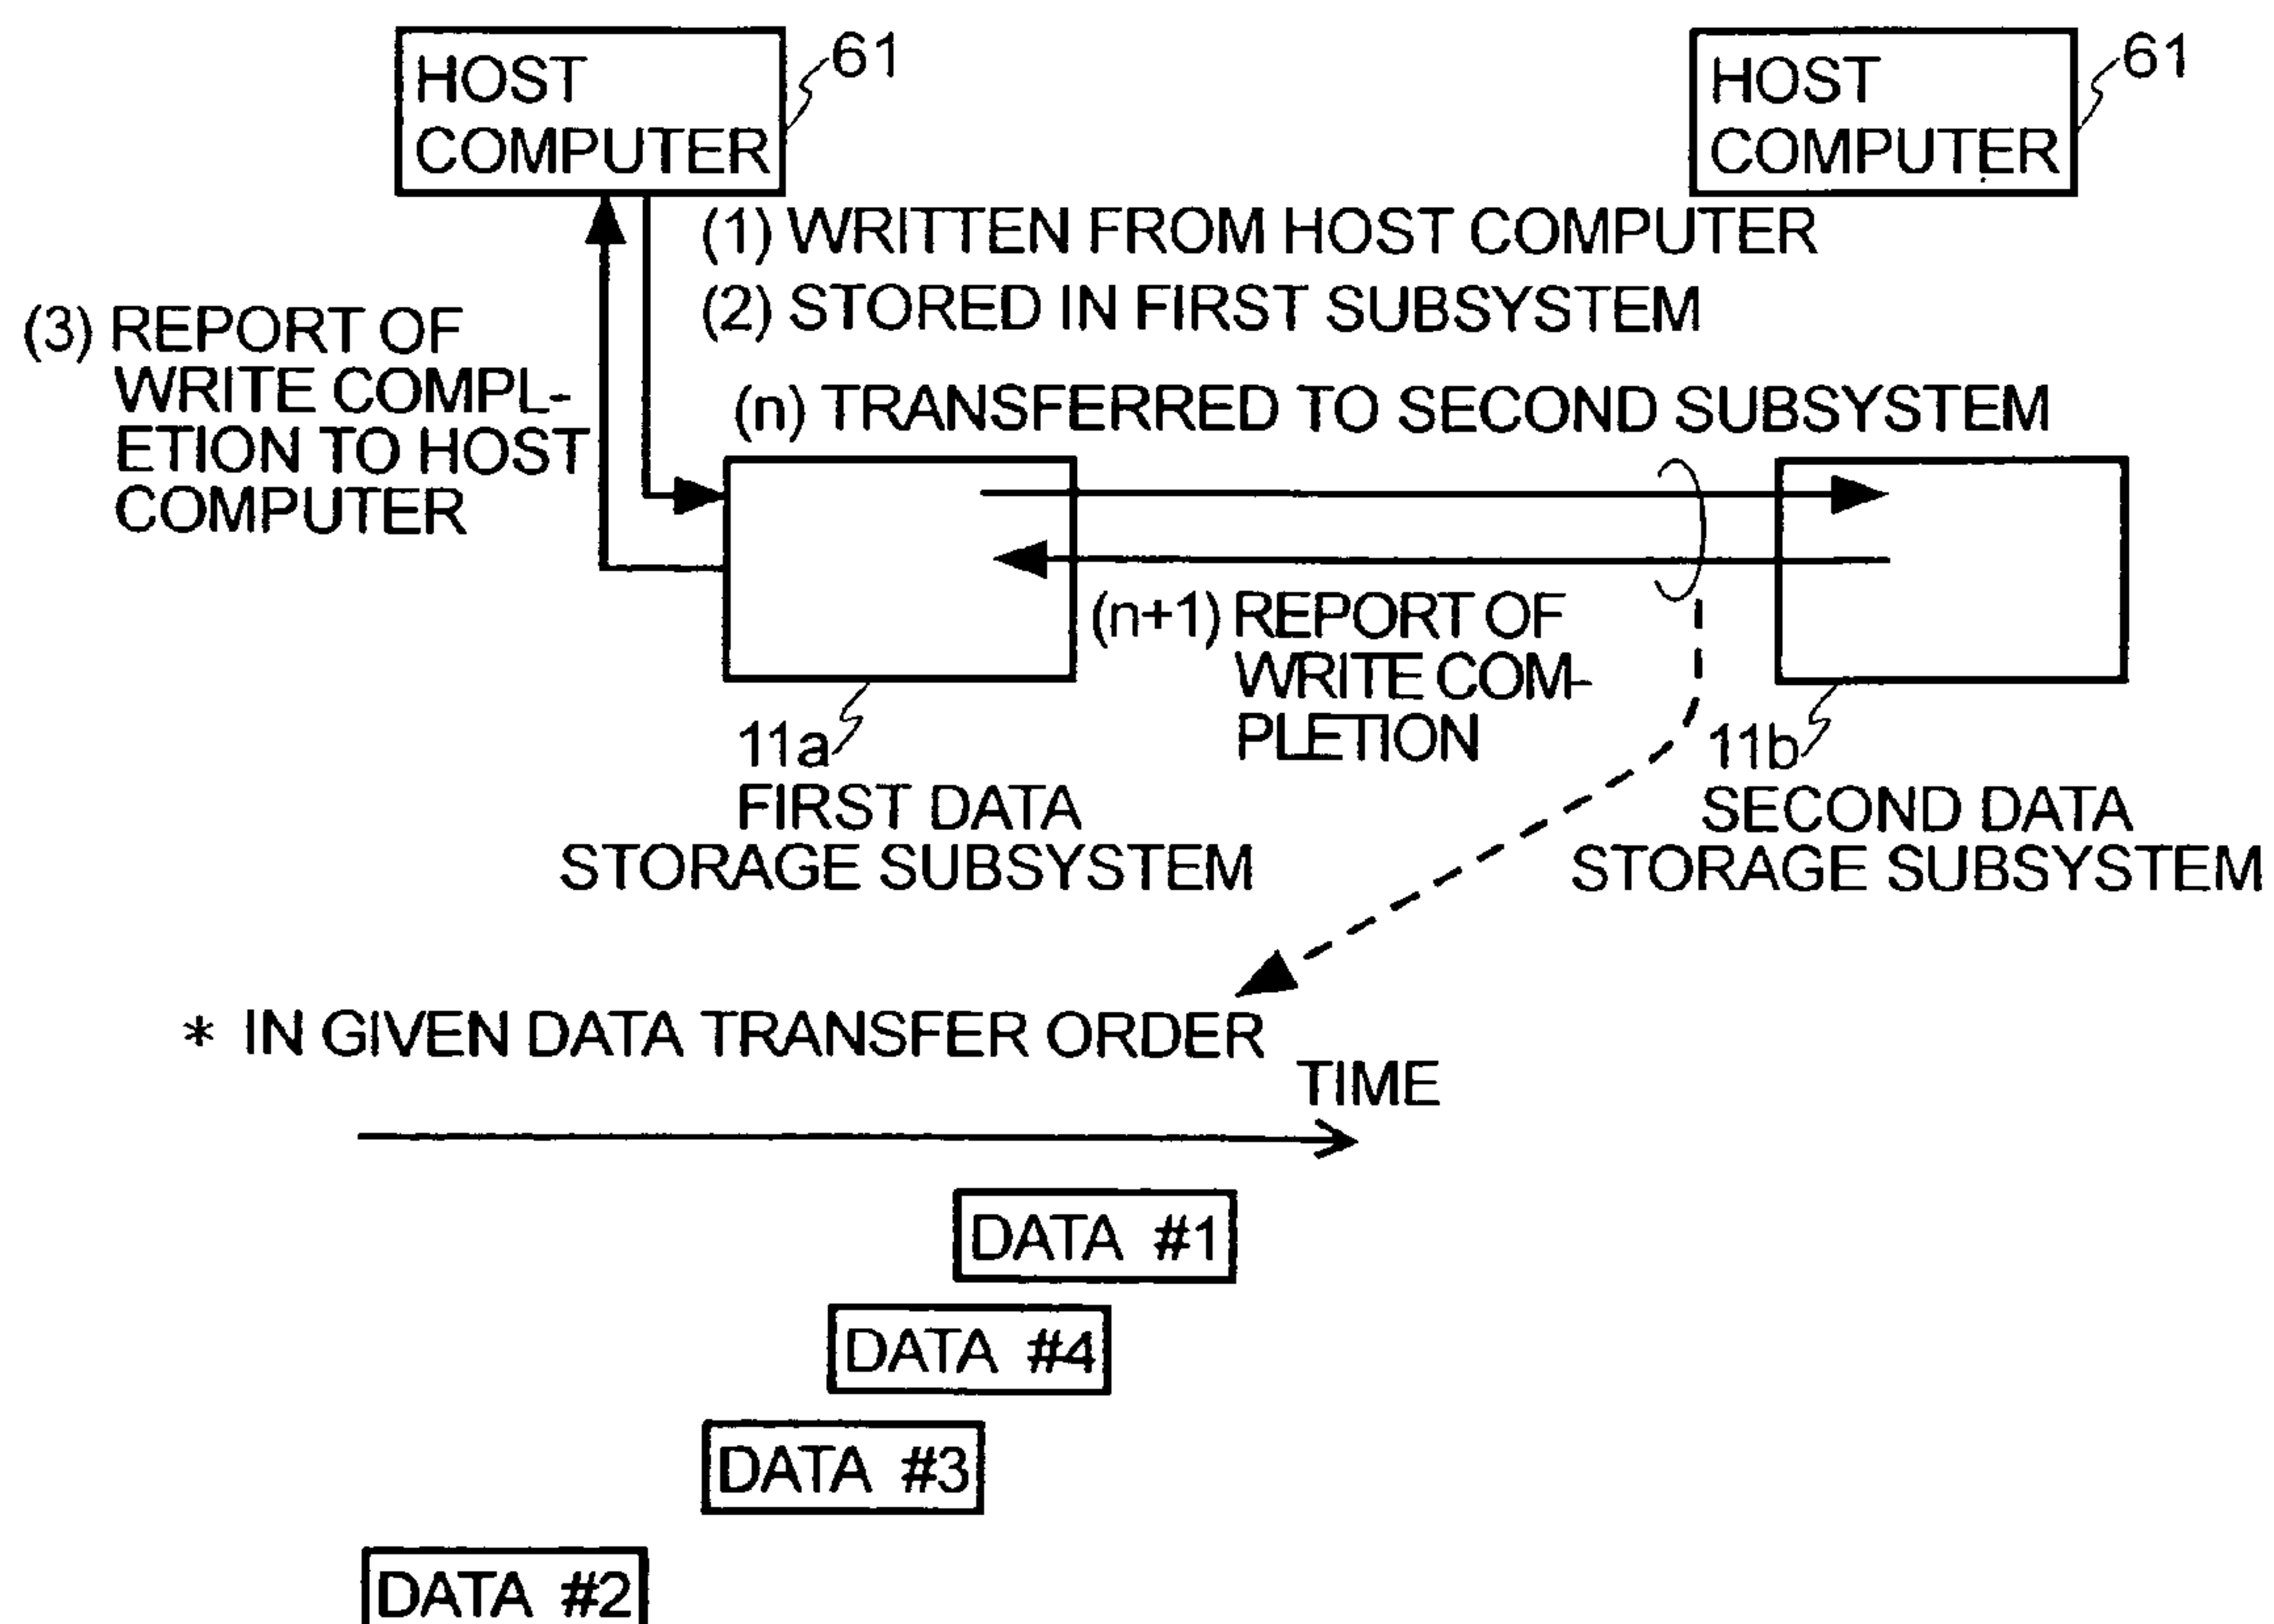 HOST
COMPUTER
61
HOST
COMPUTER
61
(1) WRITTEN FROM HOST COMPUTER
(2) STORED IN FIRST SUBSYSTEM
(3) REPORT OF
WRITE COMPL-
ETION TO HOST
COMPUTER
(n) TRANSFERRED TO SECOND SUBSYSTEM
(n+1) REPORT OF
WRITE COM-
PLETION
11a
FIRST DATA
STORAGE SUBSYSTEM
11b
SECOND DATA
STORAGE SUBSYSTEM
* IN GIVEN DATA TRANSFER ORDER
TIME
DATA #1
DATA #4
DATA #3
DATA #2